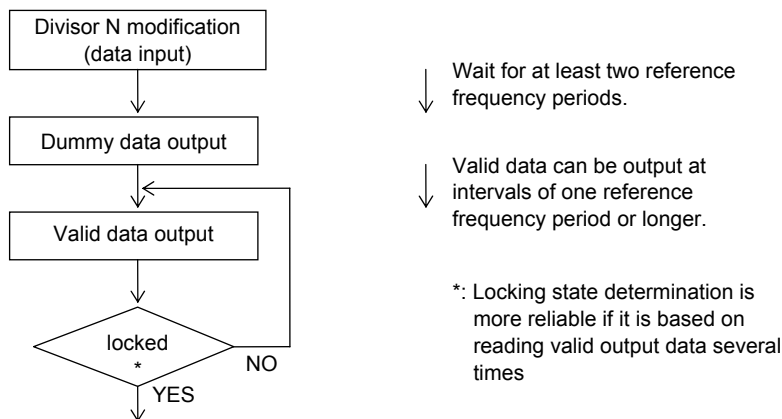 Divisor N modification
(data input)
Dummy data output
Valid data output
locked
*
NO
YES
Wait for at least two reference
frequency periods.
Valid data can be output at
intervals of one reference
frequency period or longer.
*: Locking state determination is
more reliable if it is based on
reading valid output data several
times